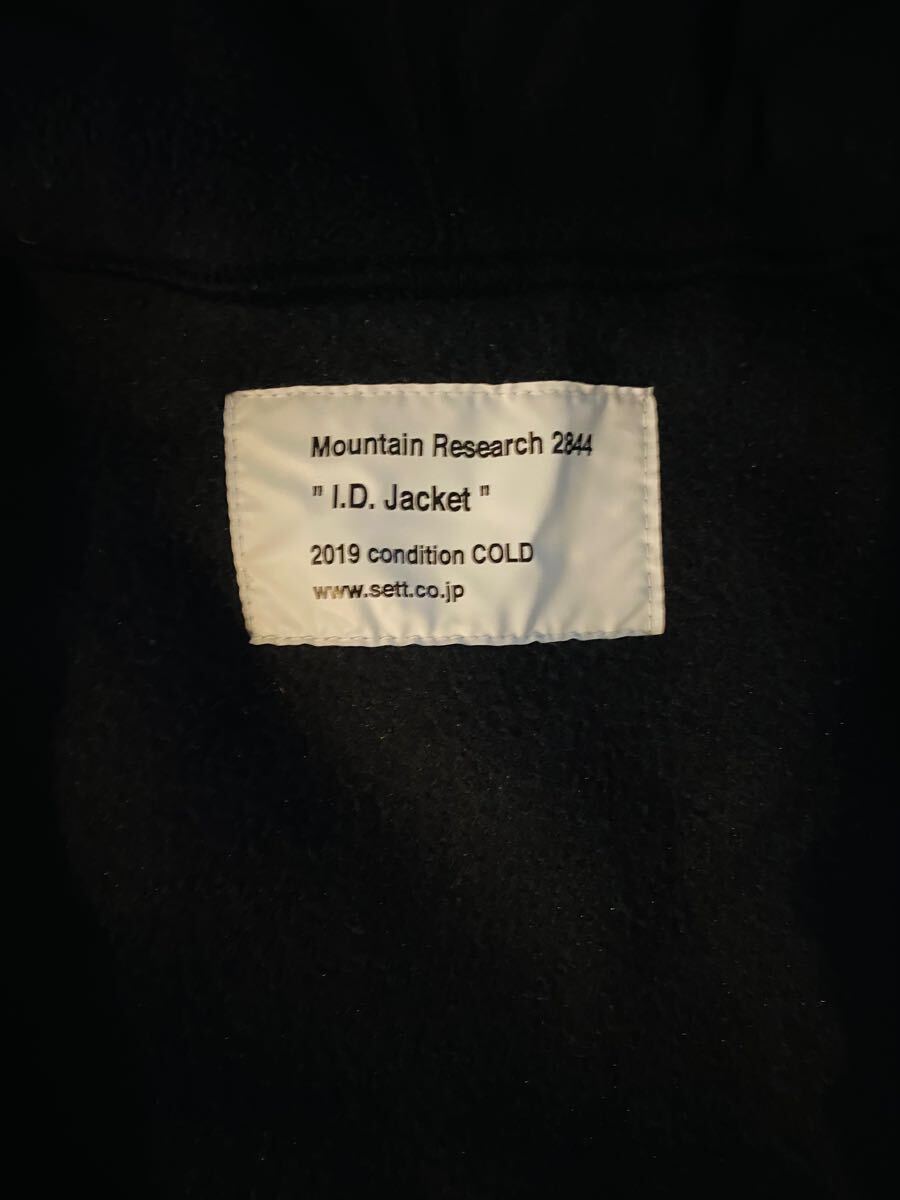 Mountain Research 2844
" I.D. Jacket "
2019 condition COLD
www.sett.co.jp